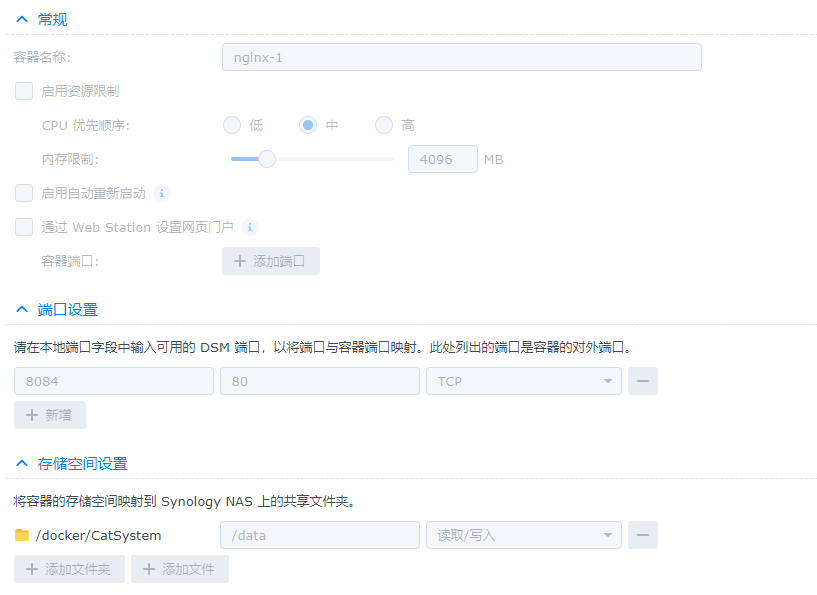 常规
容器名称: nginx-1
启用资源限制
CPU 优先顺序: 低 中 高
内存限制: 4096 MB
启用自动重新启动
通过 Web Station 设置网页门户
容器端口: 添加端口
端口设置
请在本地端口字段中输入可用的 DSM 端口，以将端口与容器端口映射。此处列出的端口是容器的对外端口。
8084 80 TCP
新增
存储空间设置
将容器的存储空间映射到 Synology NAS 上的共享文件夹。
/docker/CatSystem /data 读取/写入
添加文件夹 添加文件